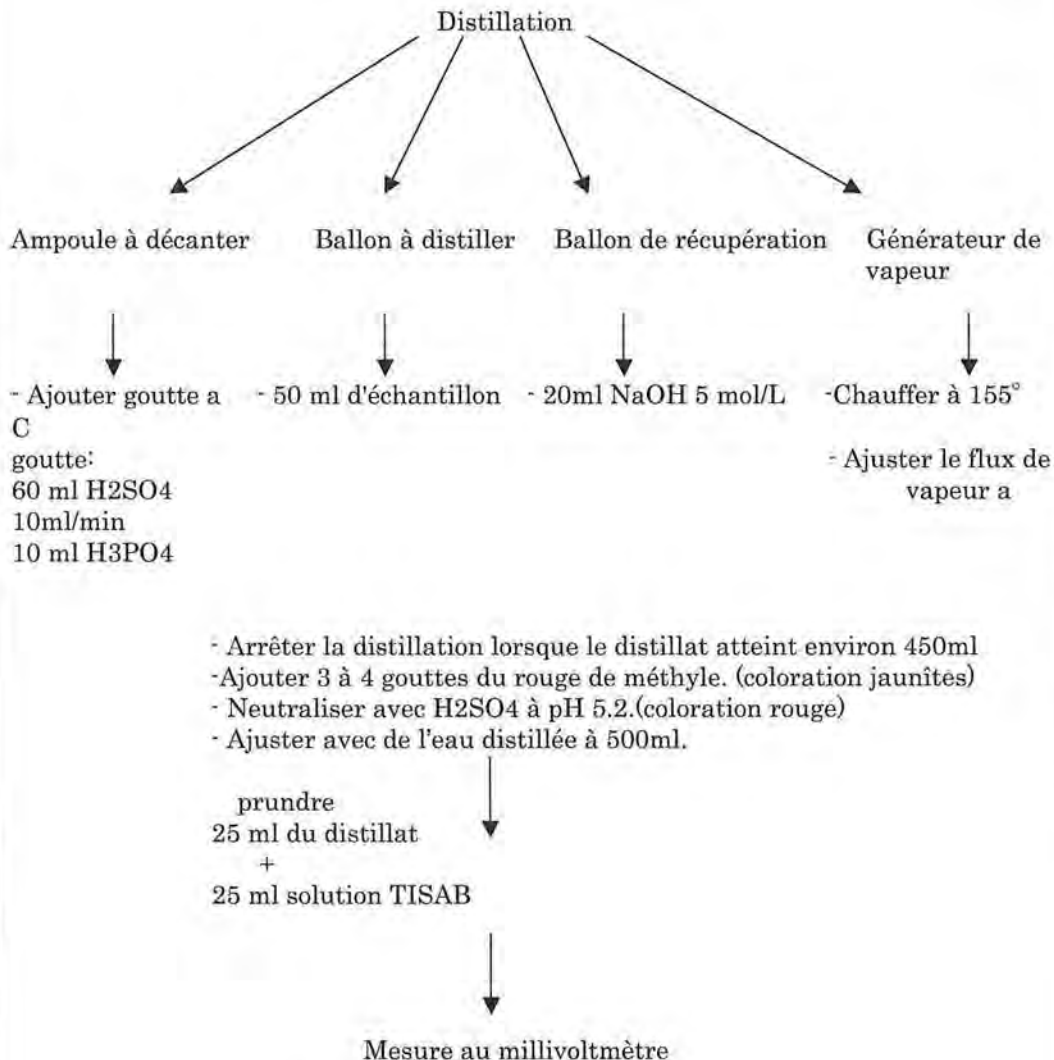 Distillation
Ampoule à décanter
Ballon à distiller
Ballon de récupération
Générateur de
vapeur
- Ajouter goutte a
C
goutte:
60 ml H2SO4
10ml/min
10 ml H3PO4
- 50 ml d'échantillon
- 20ml NaOH 5 mol/L
-Chauffer à 155°
- Ajuster le flux de
vapeur a
- Arrêter la distillation lorsque le distillat atteint environ 450ml
-Ajouter 3 à 4 gouttes du rouge de méthyle. (coloration jaunîtes)
- Neutraliser avec H2SO4 à pH 5.2.(coloration rouge)
- Ajuster avec de l'eau distillée à 500ml.
prundre
25 ml du distillat
+
25 ml solution TISAB
Mesure au millivoltmètre